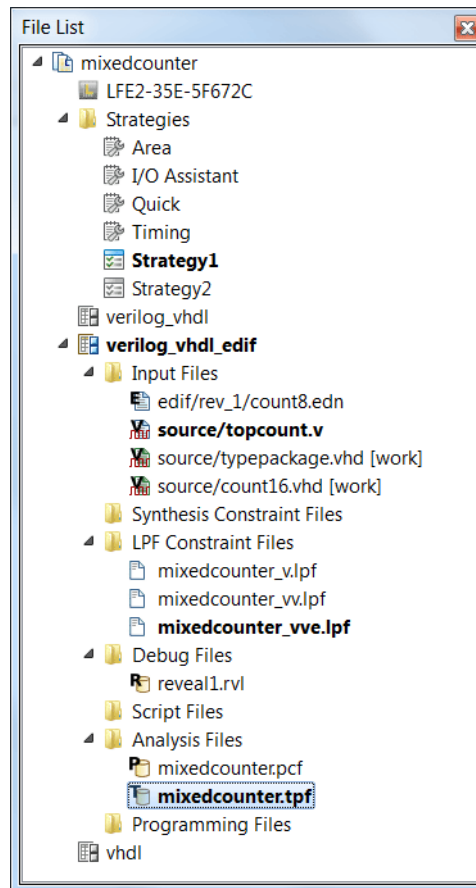 File List
mixedcounter
LFE2-35E-5F672C
Strategies
Area
I/O Assistant
Quick
Timing
Strategy1
Strategy2
verilog_vhdl
verilog_vhdl_edif
Input Files
edif/rev_1/count8.edn
source/topcount.v
source/typepackage.vhd [work]
source/count16.vhd [work]
Synthesis Constraint Files
LPF Constraint Files
mixedcounter_v.lpf
mixedcounter_vv.lpf
mixedcounter_vve.lpf
Debug Files
reveal1.rvl
Script Files
Analysis Files
mixedcounter.pcf
mixedcounter.tpf
Programming Files
vhdl